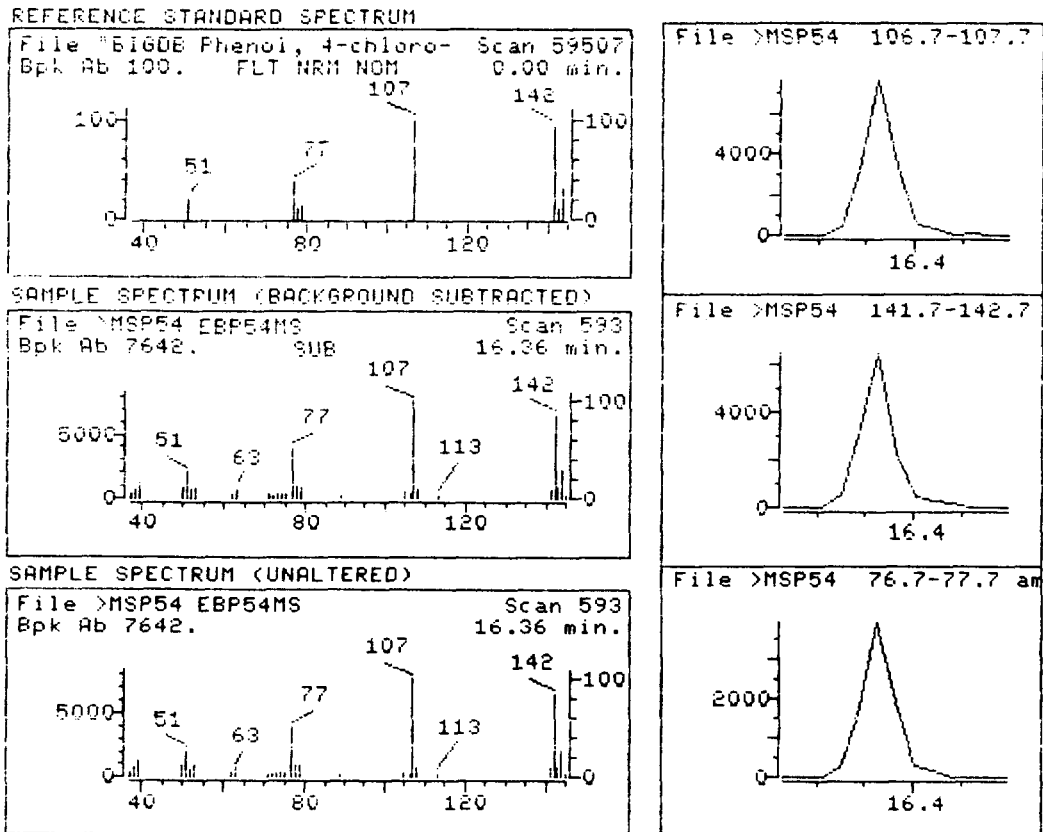 REFERENCE STANDARD SPECTRUM
File "BIGDB Phenol, 4-chloro- Scan 59507
Bpk Ab 100. FLT NRM NOM 0.00 min.
107
142
100
100
51
77
0
0
40 80 120
SAMPLE SPECTRUM (BACKGROUND SUBTRACTED)
File >MSP54 EBP54MS Scan 593
Bpk Ab 7642. SUB 16.36 min.
107
142
100
5000
51
77
63
113
0
0
40 80 120
SAMPLE SPECTRUM (UNALTERED)
File >MSP54 EBP54MS Scan 593
Bpk Ab 7642. 16.36 min.
107
142
100
5000
51
77
63
113
0
0
40 80 120
File >MSP54 106.7-107.7
4000
0
16.4
File >MSP54 141.7-142.7
4000
0
16.4
File >MSP54 76.7-77.7 am
2000
0
16.4